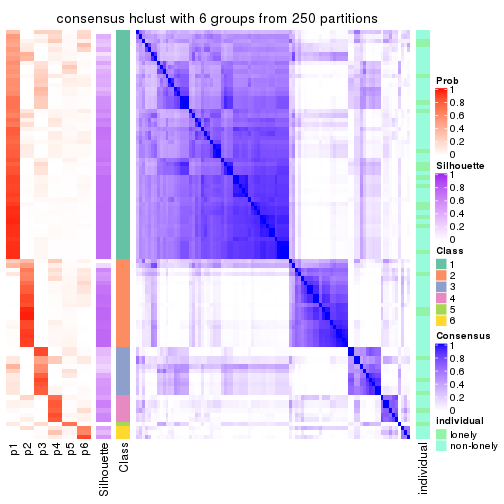 consensus hclust with 6 groups from 250 partitions
Prob
1
0.8
0.6
0.4
0.2
0
Silhouette
1
0.8
0.6
0.4
0.2
0
Class
1
2
3
4
5
6
Consensus
1
0.8
0.6
0.4
0.2
0
individual
lonely
non-lonely
p1
p2
p3
p4
p5
p6
Silhouette
Class
individual